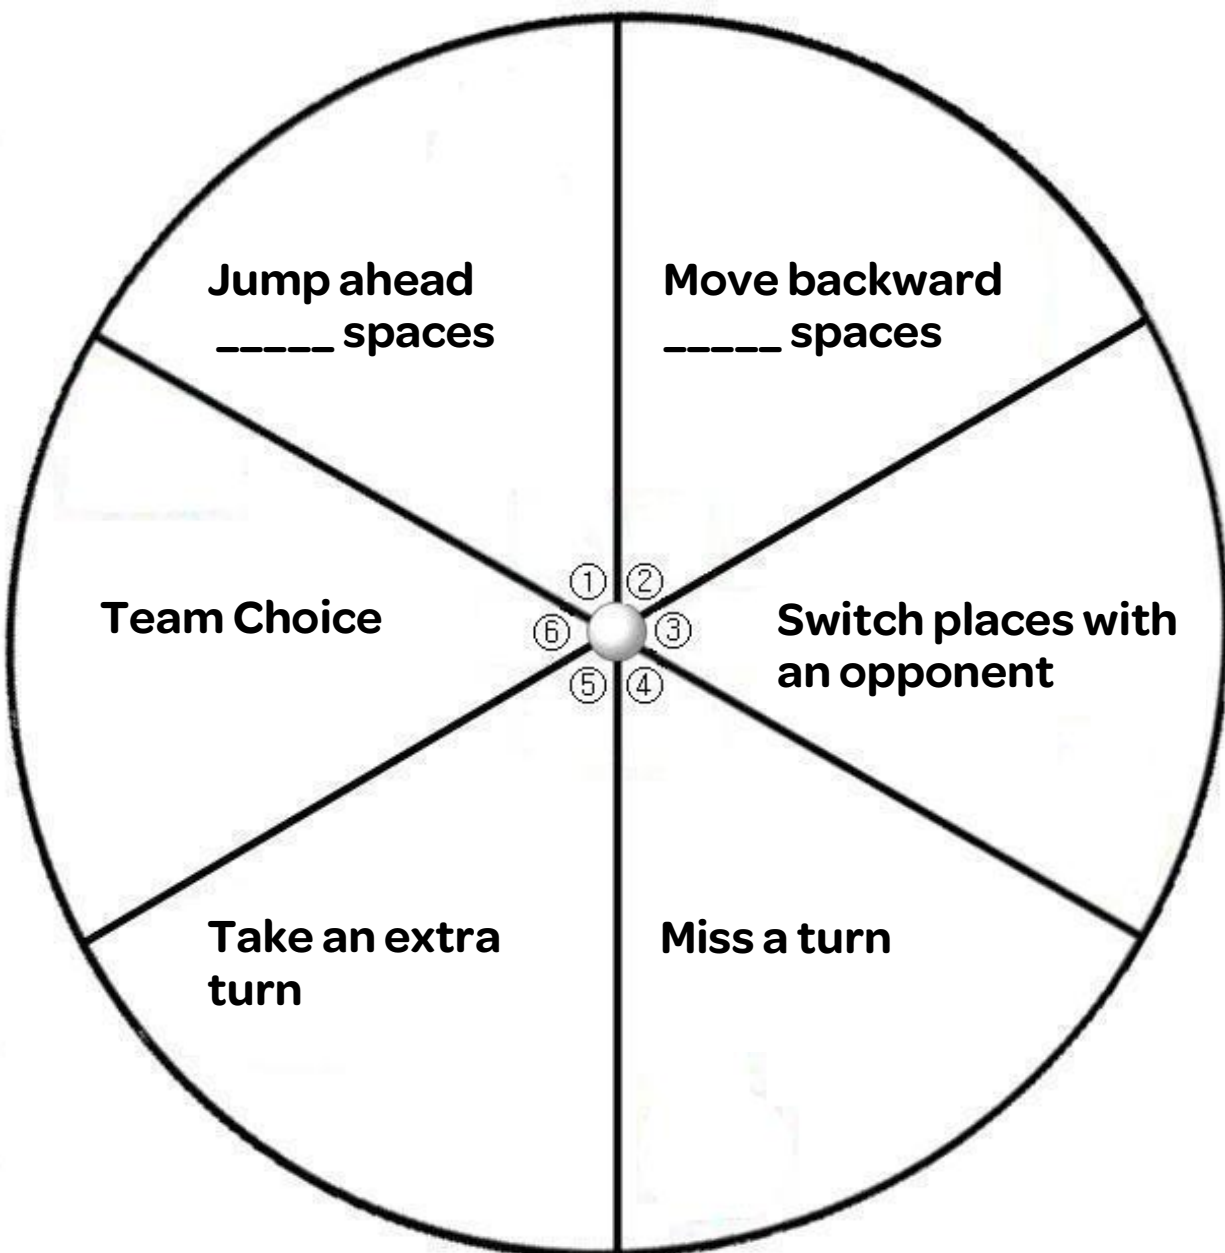 Jump ahead
_____ spaces
Move backward
_____ spaces
① ②
Team Choice
⑥ ③
Switch places with
an opponent
⑤ ④
Take an extra
turn
Miss a turn